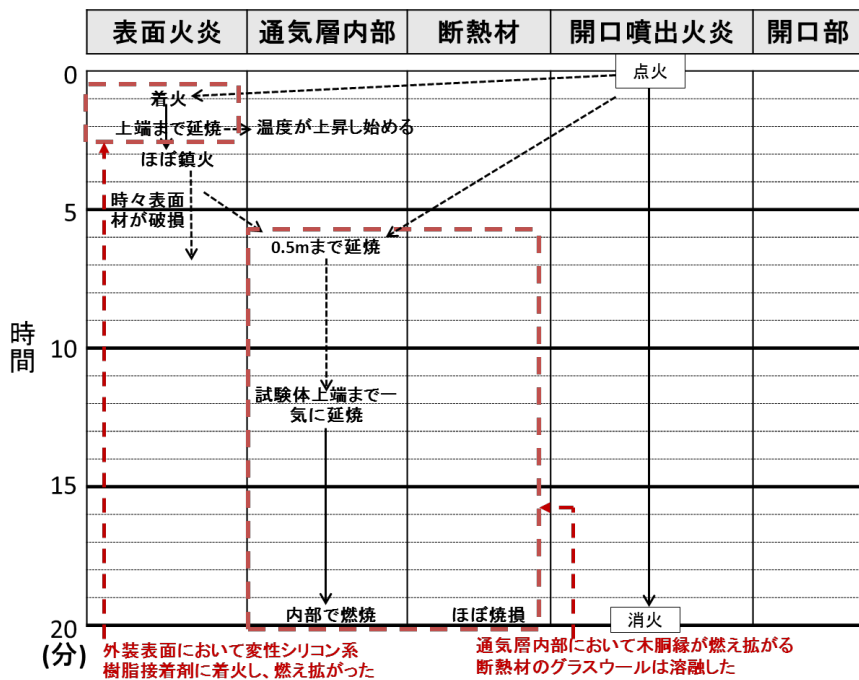 表面火炎 通気層内部 断熱材 開口噴出火炎 開口部
0
点火
着火
上端まで延焼 温度が上昇し始める
ほぼ鎮火
時々表面
材が破損
5
0.5mまで延焼
時間
10
試験体上端まで一
気に延焼
15
内部で燃焼 ほぼ焼損 消火
20
(分)
外装表面において変性シリコン系
樹脂接着剤に着火し、燃え拡がった
通気層内部において木胴縁が燃え拡がる
断熱材のグラスウールは溶融した